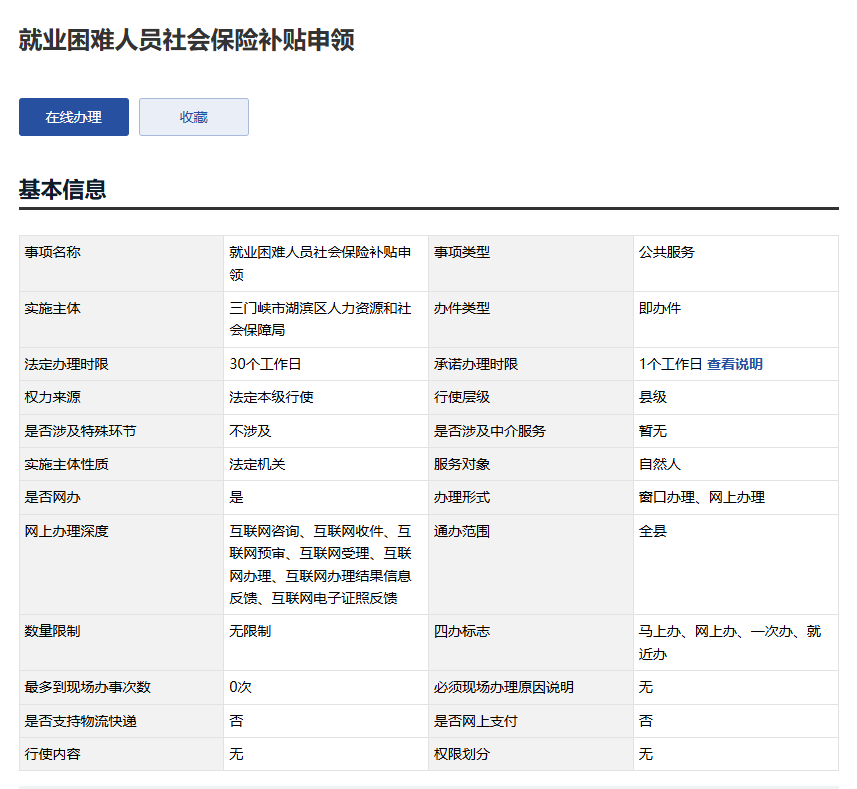 就业困难人员社会保险补贴申领
在线办理
收藏
基本信息
事项名称
就业困难人员社会保险补贴申
领
事项类型
公共服务
实施主体
三门峡市湖滨区人力资源和社
会保障局
办件类型
即办件
法定办理时限
30个工作日
承诺办理时限
1个工作日 查看说明
权力来源
法定本级行使
行使层级
县级
是否涉及特殊环节
不涉及
是否涉及中介服务
暂无
实施主体性质
法定机关
服务对象
自然人
是否网办
是
办理形式
窗口办理、网上办理
网上办理深度
互联网咨询、互联网收件、互
联网预审、互联网受理、互联
网办理、互联网办理结果信息
反馈、互联网电子证照反馈
通办范围
全县
数量限制
无限制
四办标志
马上办、网上办、一次办、就
近办
最多到现场办事次数
0次
必须现场办理原因说明
无
是否支持物流快递
否
是否网上支付
否
行使内容
无
权限划分
无